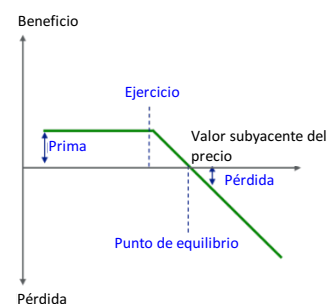 Beneficio
Ejercicio
Prima
Valor subyacente del
precio
Pérdida
Punto de equilibrio
Pérdida